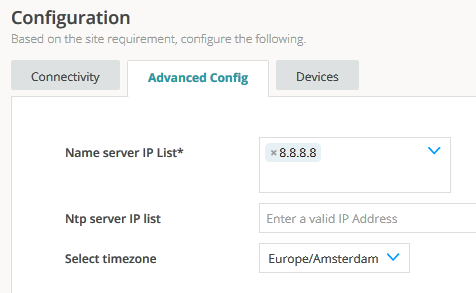 Configuration
Based on the site requirement, configure the following.
Connectivity Advanced Config Devices
Name server IP List* × 8.8.8.8
Ntp server IP list Enter a valid IP Address
Select timezone Europe/Amsterdam